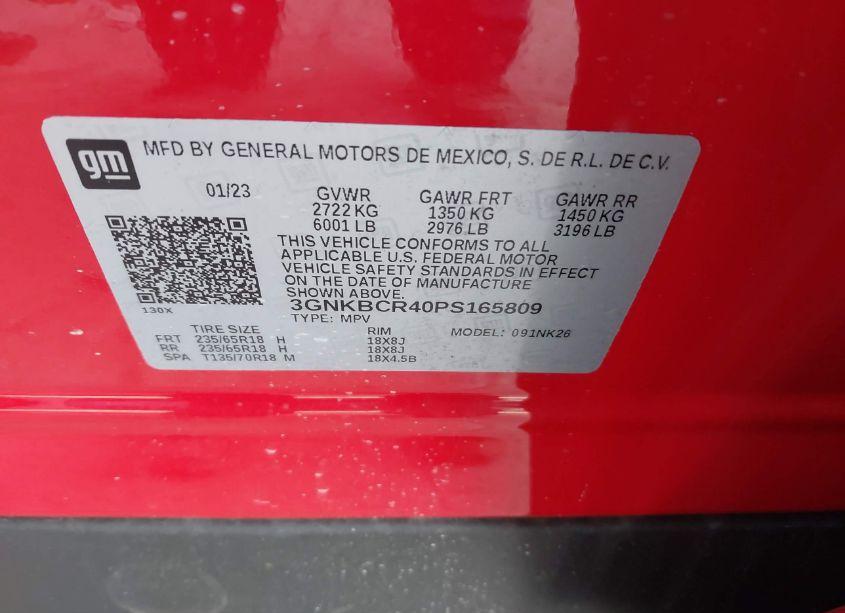 gm MFD BY GENERAL MOTORS DE MEXICO, S. DE R.L. DE C.V.
01/23 GVWR GAWR FRT GAWR RR
2722 KG 1350 KG 1450 KG
6001 LB 2976 LB 3196 LB
THIS VEHICLE CONFORMS TO ALL
APPLICABLE U.S. FEDERAL MOTOR
VEHICLE SAFETY STANDARDS IN EFFECT
ON THE DATE OF MANUFACTURE
SHOWN ABOVE.
130X 3GNKBCR40PS165809
TYPE: MPV MODEL: 091NK26
TIRE SIZE RIM
FRT 235/65R18 H 18X8J
RR 235/65R18 H 18X8J
SPA T135/70R18 M 18X4.5B